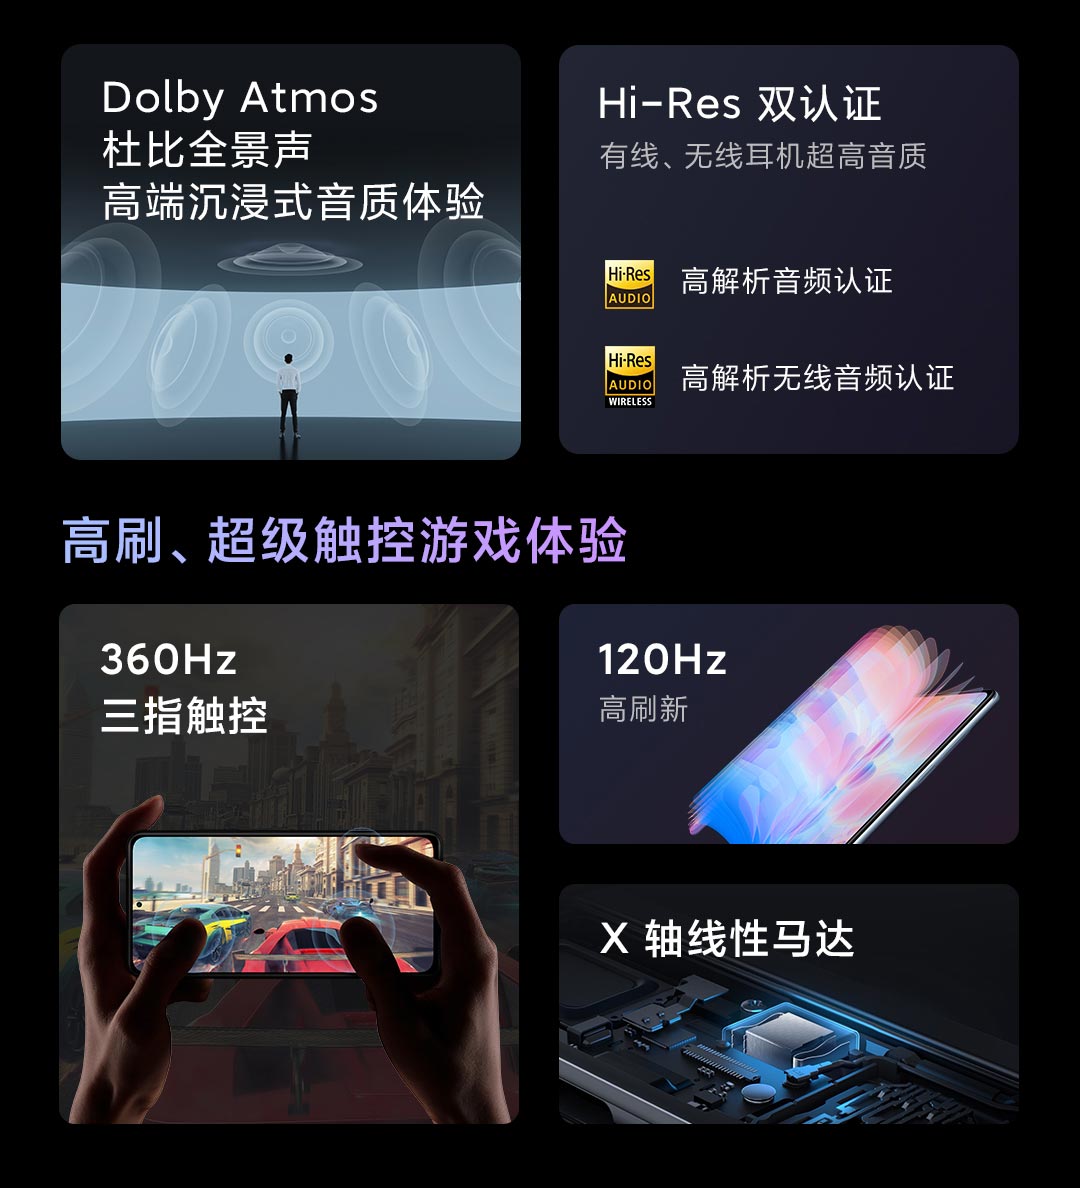 Dolby Atmos
杜比全景声
高端沉浸式音质体验
Hi-Res 双认证
有线、无线耳机超高音质
Hi-Res
AUDIO
高解析音频认证
Hi-Res
AUDIO
WIRELESS
高解析无线音频认证
高刷、超级触控游戏体验
360Hz
三指触控
120Hz
高刷新
X 轴线性马达